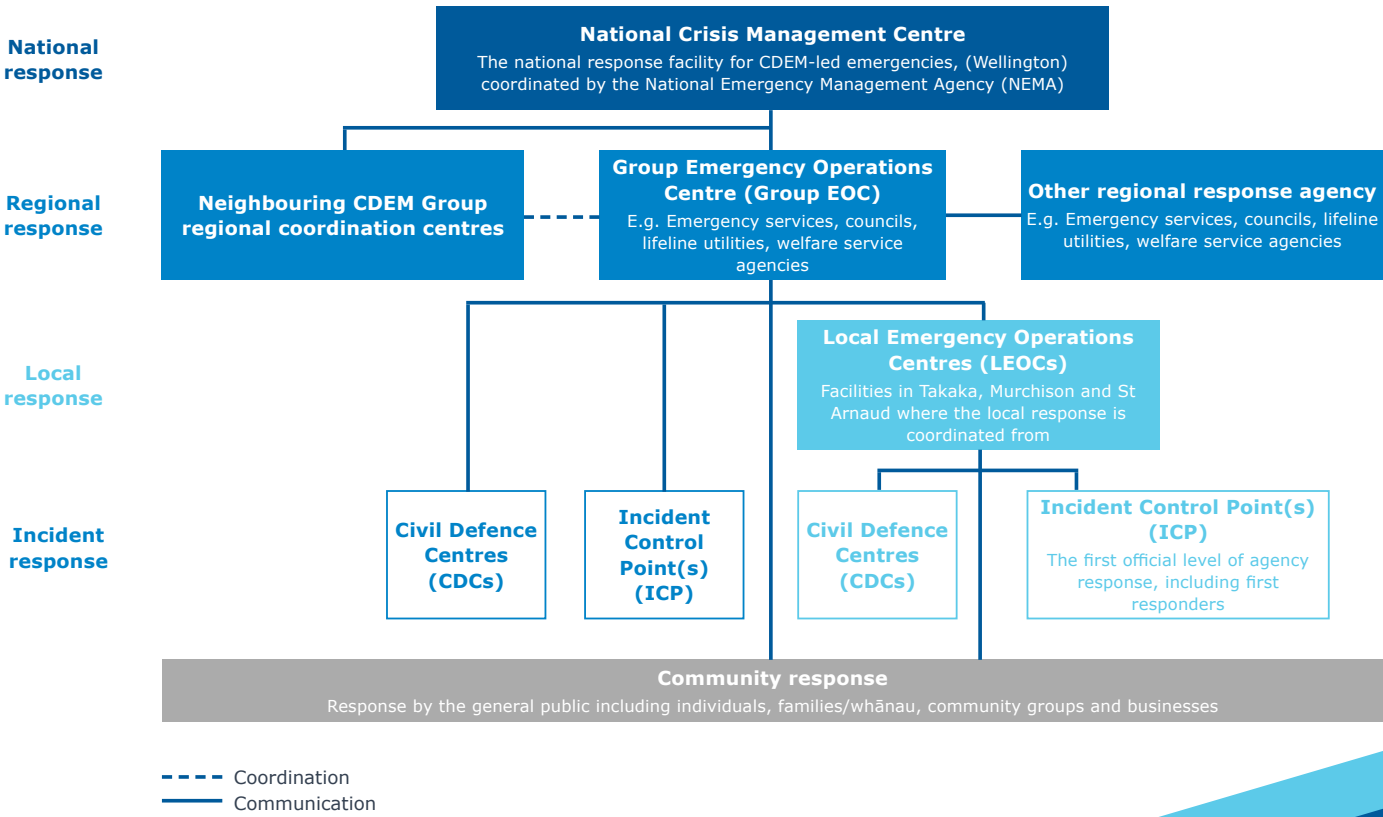 National
response
National Crisis Management Centre
The national response facility for CDEM-led emergencies, (Wellington)
coordinated by the National Emergency Management Agency (NEMA)
Regional
response
Neighbouring CDEM Group
regional coordination centres
Group Emergency Operations
Centre (Group EOC)
E.g. Emergency services, councils,
lifeline utilities, welfare service
agencies
Other regional response agency
E.g. Emergency services, councils, lifeline
utilities, welfare service agencies
Local
response
Local Emergency Operations
Centres (LEOCs)
Facilities in Takaka, Murchison and St
Arnaud where the local response is
coordinated from
Incident
response
Civil Defence
Centres
(CDCs)
Incident
Control
Point(s)
(ICP)
Civil Defence
Centres
(CDCs)
Incident Control Point(s)
(ICP)
The first official level of agency
response, including first
responders
Community response
Response by the general public including individuals, families/whānau, community groups and businesses
Coordination
Communication